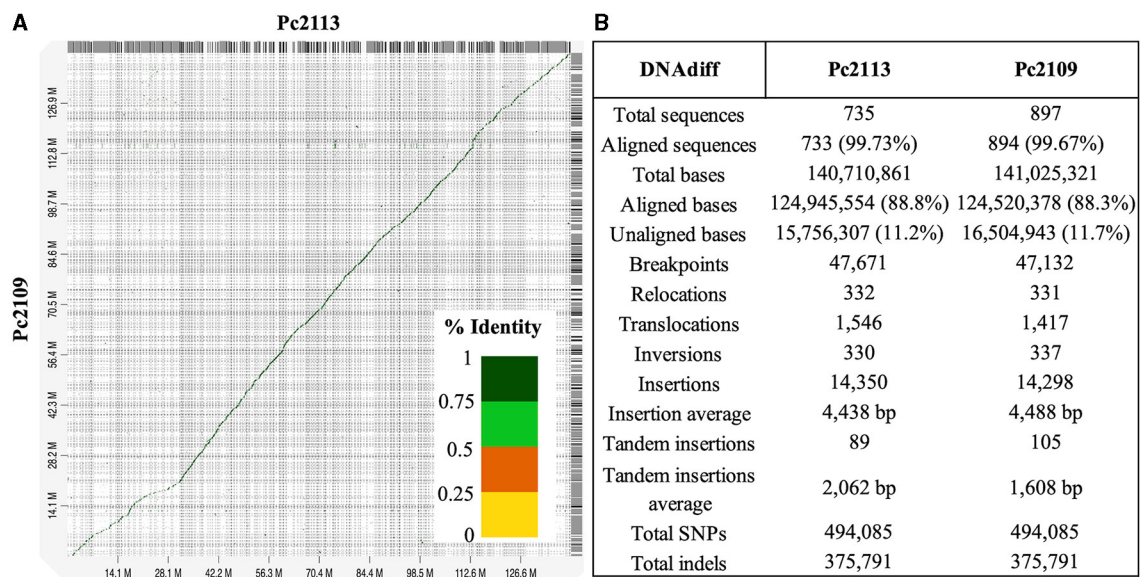 A
Pc2113
Pc2109
126.9 M
112.8 M
98.7 M
84.6 M
70.5 M
56.4 M
42.3 M
28.2 M
14.1 M
14.1 M 28.1 M 42.2 M 56.3 M 70.4 M 84.4 M 98.5 M 112.6 M 126.6 M
% Identity
1
0.75
0.5
0.25
0
B
DNAdiff Pc2113 Pc2109
Total sequences 735 897
Aligned sequences 733 (99.73%) 894 (99.67%)
Total bases 140,710,861 141,025,321
Aligned bases 124,945,554 (88.8%) 124,520,378 (88.3%)
Unaligned bases 15,756,307 (11.2%) 16,504,943 (11.7%)
Breakpoints 47,671 47,132
Relocations 332 331
Translocations 1,546 1,417
Inversions 330 337
Insertions 14,350 14,298
Insertion average 4,438 bp 4,488 bp
Tandem insertions 89 105
Tandem insertions
average 2,062 bp 1,608 bp
Total SNPs 494,085 494,085
Total indels 375,791 375,791